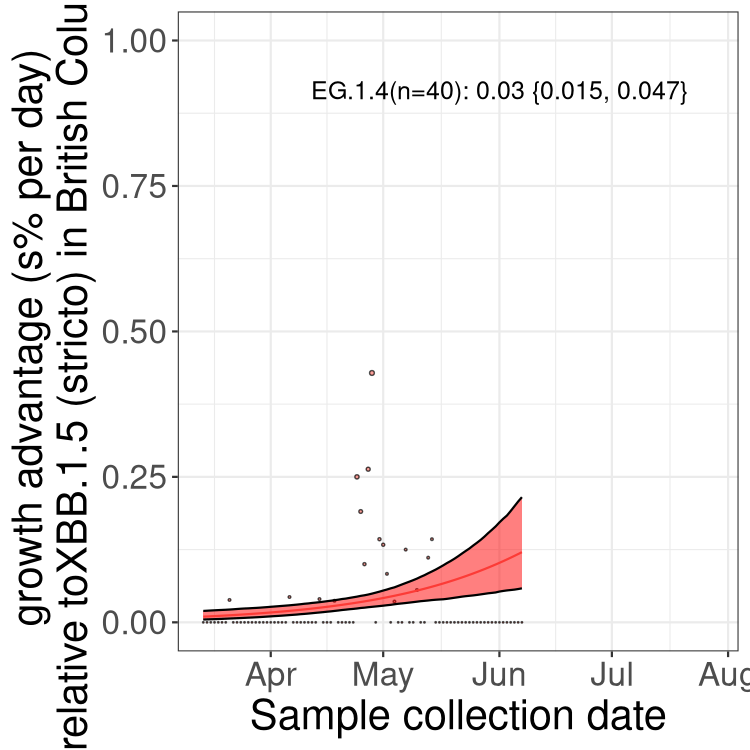 growth advantage (s% per day)
relative toXBB.1.5 (stricto) in British Colu
1.00
0.75
0.50
0.25
0.00
EG.1.4(n=40): 0.03 {0.015, 0.047}
Apr May Jun Jul Aug
Sample collection date